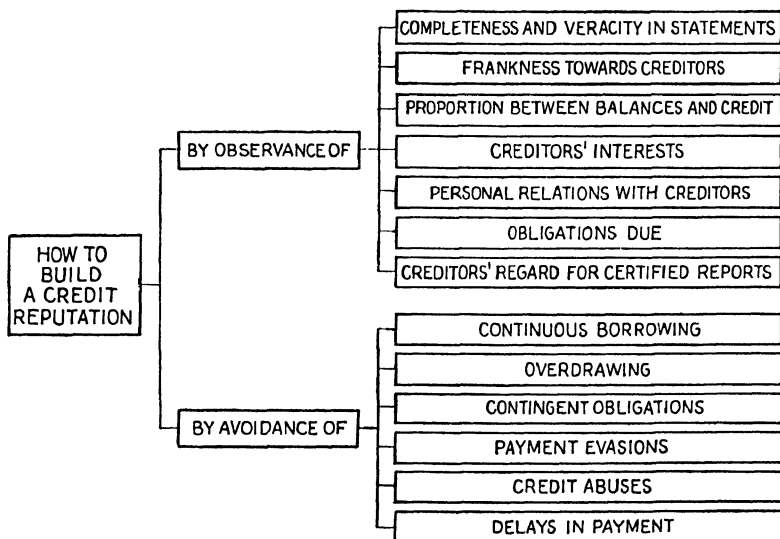 COMPLETENESS AND VERACITY IN STATEMENTS
FRANKNESS TOWARDS CREDITORS
PROPORTION BETWEEN BALANCES AND CREDIT
BY OBSERVANCE OF
CREDITORS' INTERESTS
PERSONAL RELATIONS WITH CREDITORS
OBLIGATIONS DUE
CREDITORS' REGARD FOR CERTIFIED REPORTS
HOW TO
BUILD
A CREDIT
REPUTATION
CONTINUOUS BORROWING
OVERDRAWING
CONTINGENT OBLIGATIONS
BY AVOIDANCE OF
PAYMENT EVASIONS
CREDIT ABUSES
DELAYS IN PAYMENT